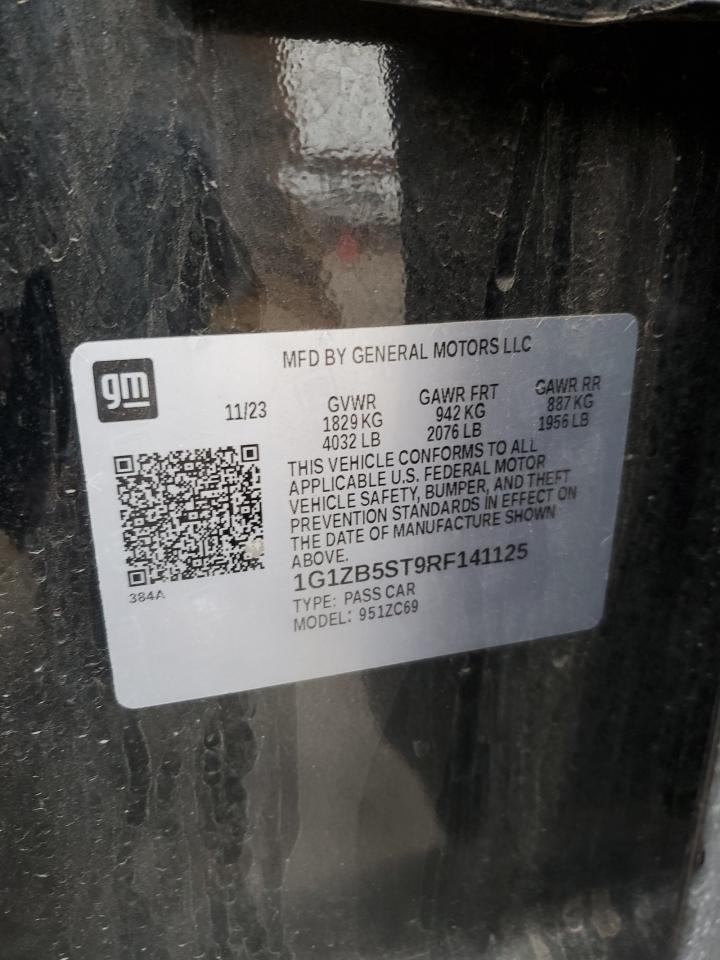 gm
MFD BY GENERAL MOTORS LLC
11/23
GVWR
1829 KG
4032 LB
GAWR FRT
942 KG
2076 LB
GAWR RR
887 KG
1956 LB
THIS VEHICLE CONFORMS TO ALL
APPLICABLE U.S. FEDERAL MOTOR
VEHICLE SAFETY, BUMPER, AND THEFT
PREVENTION STANDARDS IN EFFECT ON
THE DATE OF MANUFACTURE SHOWN
ABOVE.
384A
1G1ZB5ST9RF141125
TYPE: PASS CAR
MODEL: 951ZC69